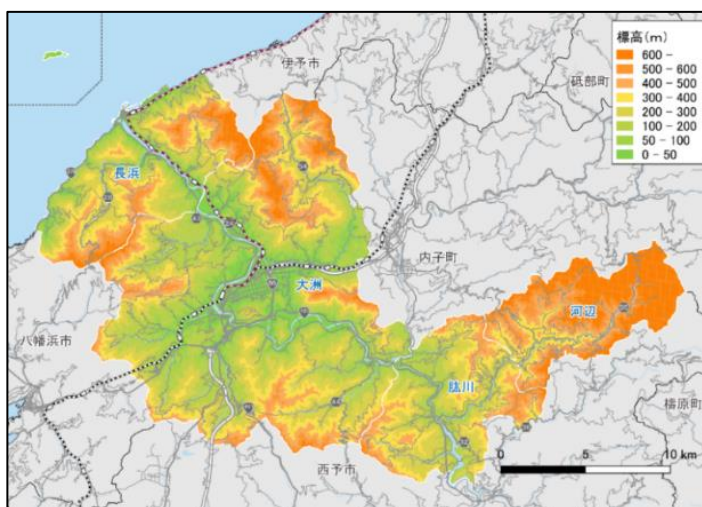 標高(m)
600 -
500 - 600
400 - 500
300 - 400
200 - 300
100 - 200
50 - 100
0 - 50
伊予市
砥部町
長浜
内子町
大洲
河辺
八幡浜市
肱川
梼原町
西予市
0 5 10 km